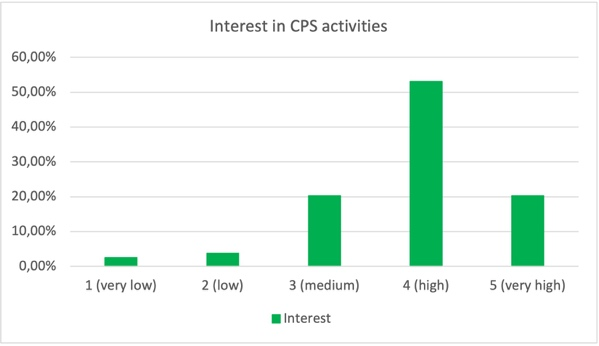 Interest in CPS activities
60,00%
50,00%
40,00%
30,00%
20,00%
10,00%
0,00%
1 (very low) 2 (low) 3 (medium) 4 (high) 5 (very high)
Interest